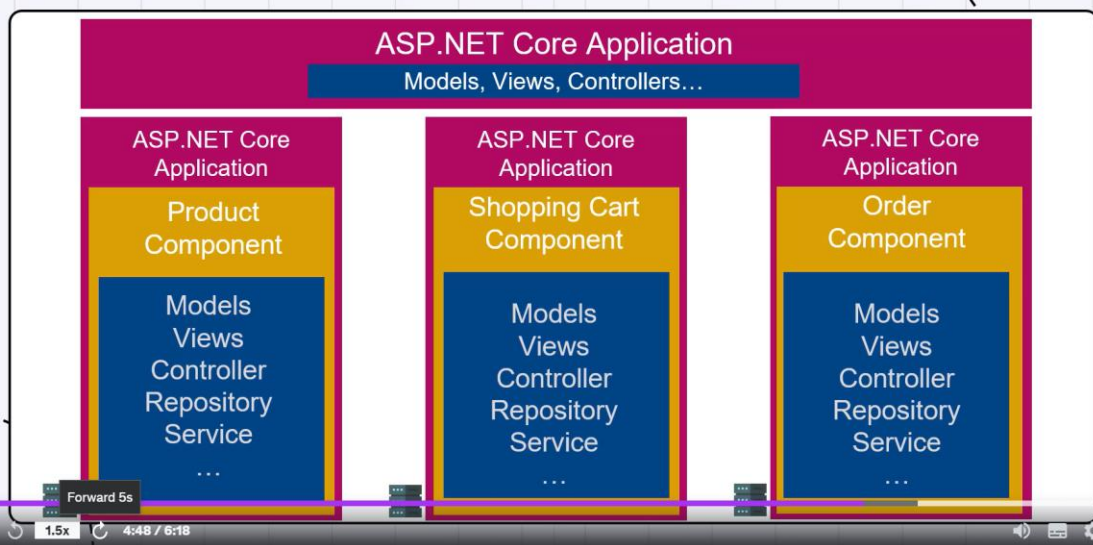 ASP.NET Core Application
Models, Views, Controllers...
ASP.NET Core
Application
Product
Component
Models
Views
Controller
Repository
Service
...
ASP.NET Core
Application
Shopping Cart
Component
Models
Views
Controller
Repository
Service
...
ASP.NET Core
Application
Order
Component
Models
Views
Controller
Repository
Service
...
Forward 5s
1.5x
4:48 / 6:18